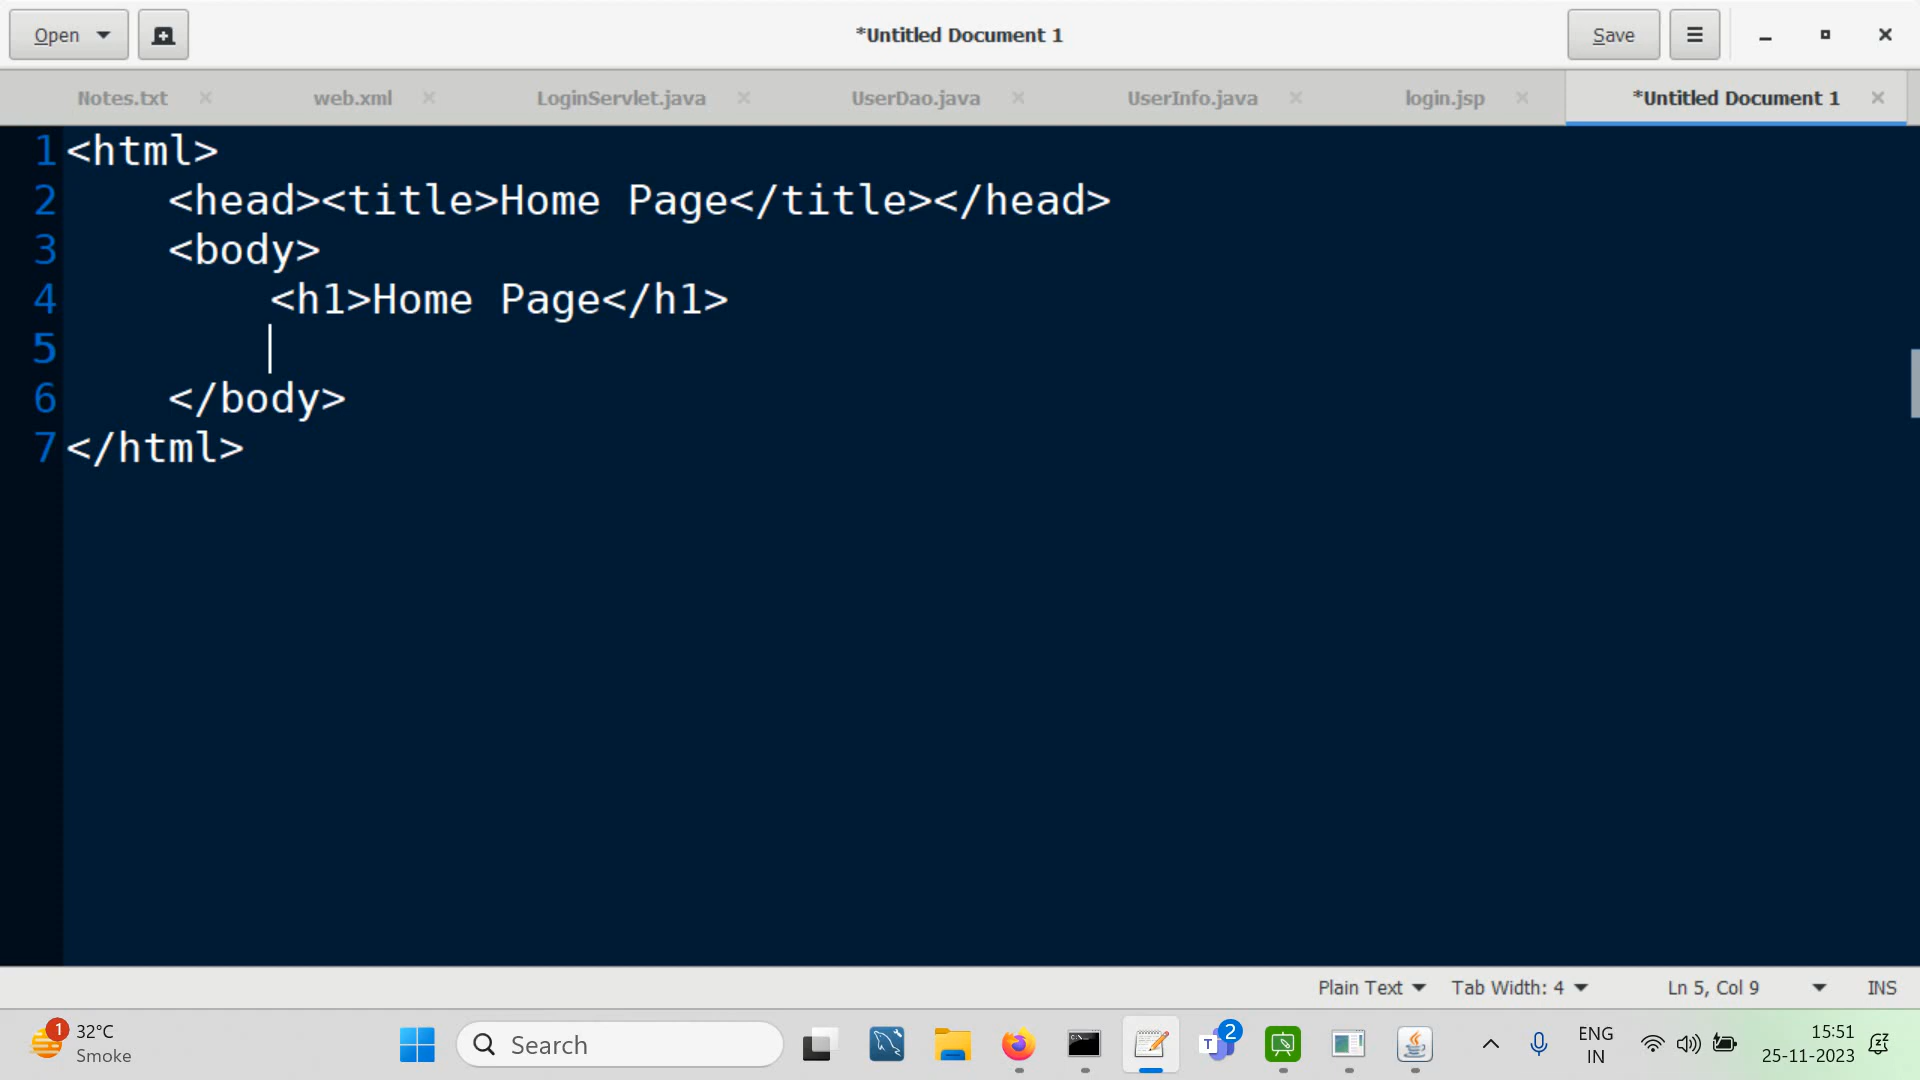 Open
*Untitled Document 1
Save
Notes.txt
web.xml
LoginServlet.java
UserDao.java
UserInfo.java
login.jsp
*Untitled Document 1
1 <html>
2     <head><title>Home Page</title></head>
3     <body>
4         <h1>Home Page</h1>
5
6     </body>
7 </html>
Plain Text
Tab Width: 4
Ln 5, Col 9
INS
1
32°C
Smoke
Search
T
2
ENG
IN
15:51
25-11-2023